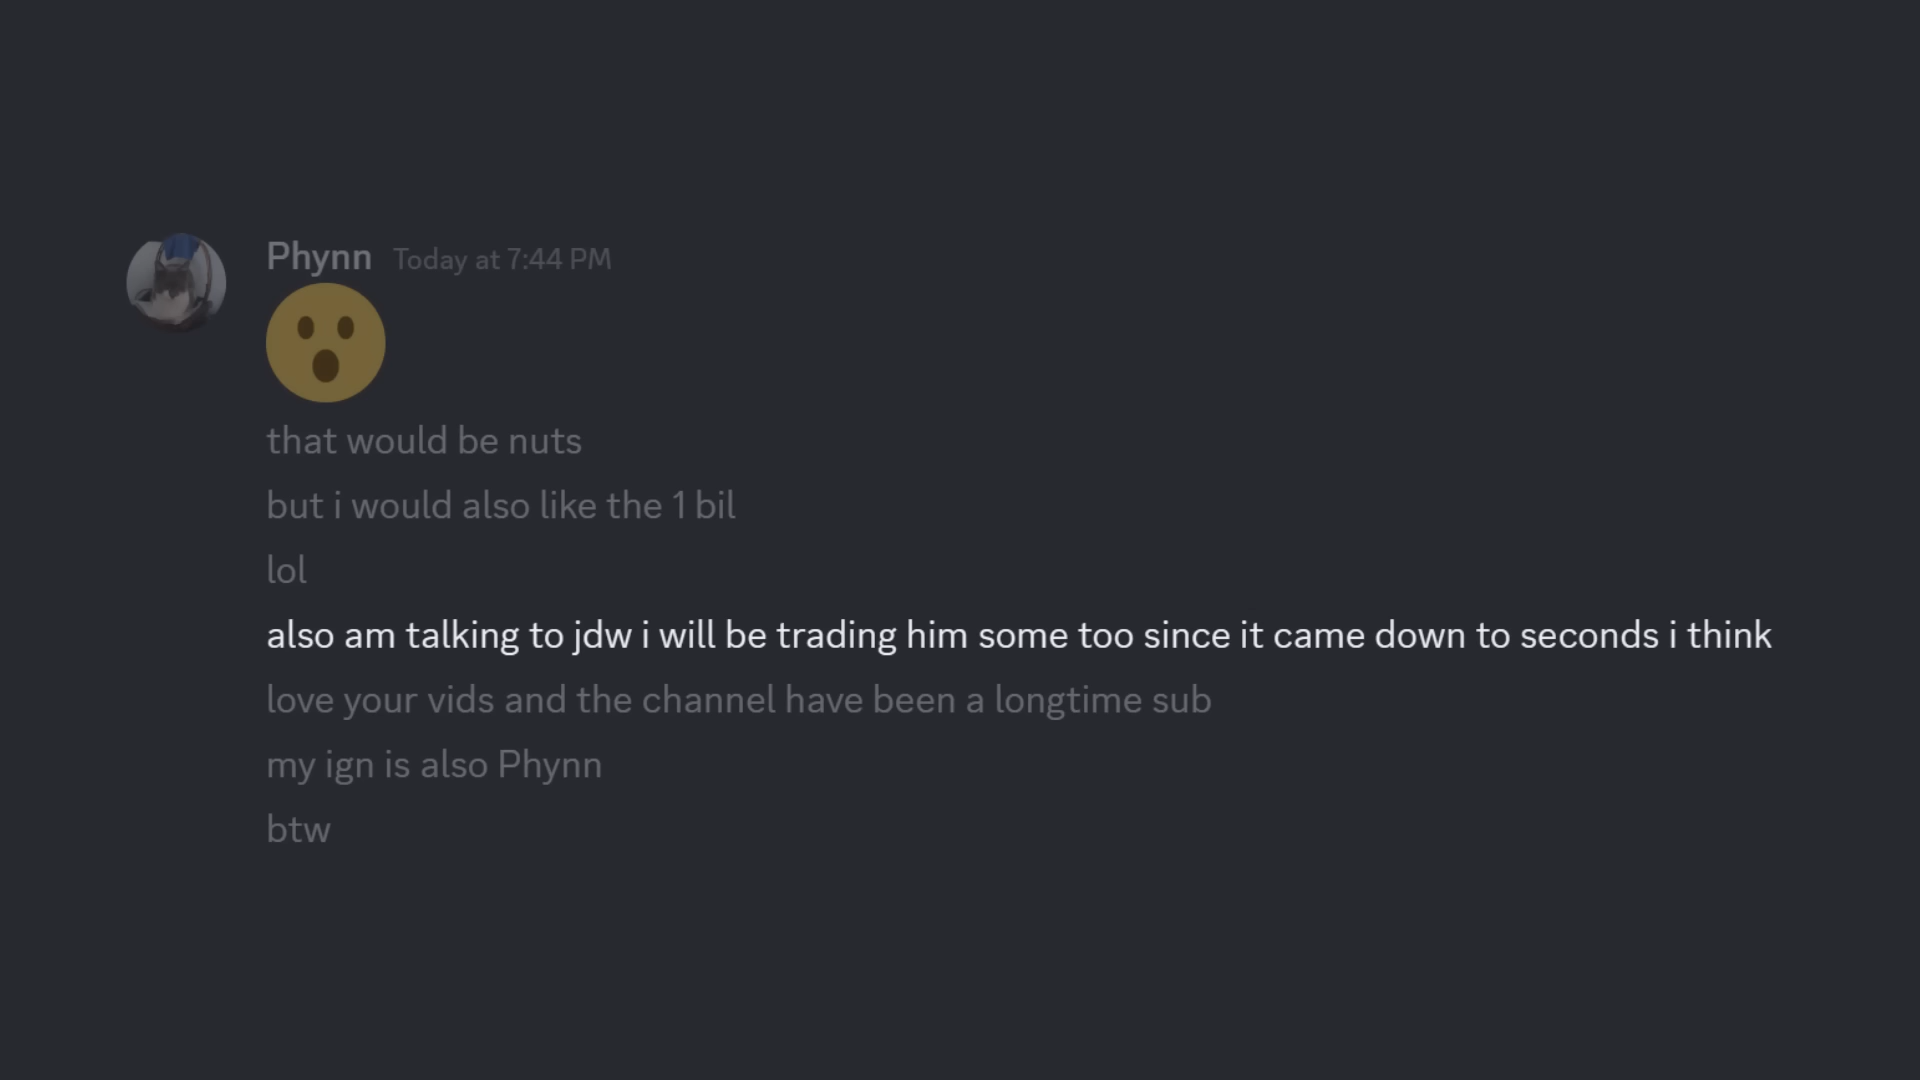 Phynn Today at 7:44 PM
that would be nuts
but i would also like the 1 bil
lol
also am talking to jdw i will be trading him some too since it came down to seconds i think
love your vids and the channel have been a longtime sub
my ign is also Phynn
btw